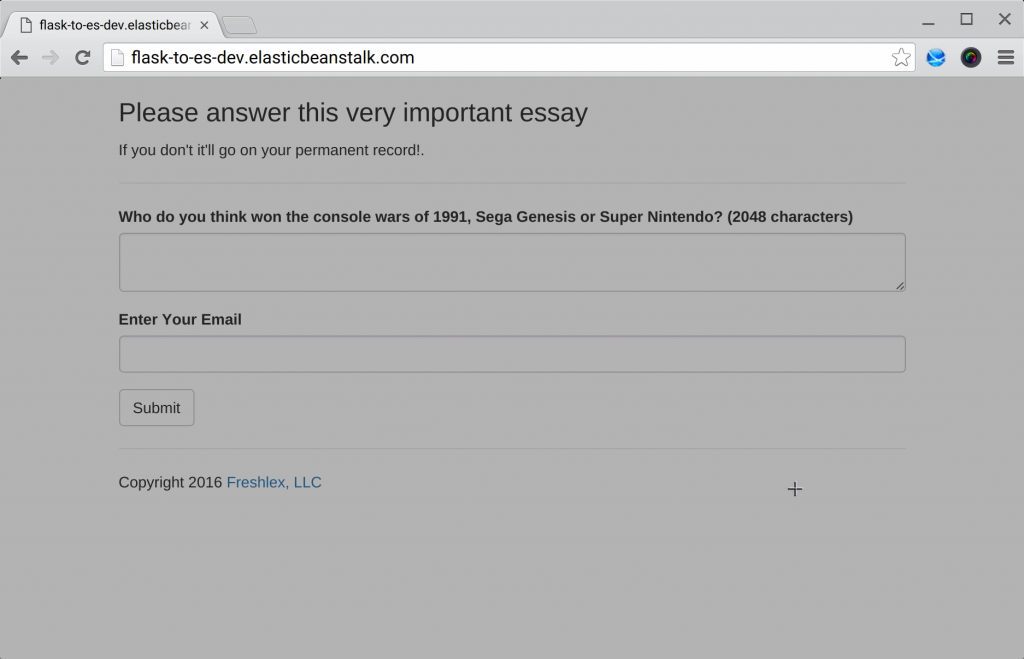 flask-to-es-dev.elasticbear
flask-to-es-dev.elasticbeanstalk.com
Please answer this very important essay
If you don't it'll go on your permanent record!.
Who do you think won the console wars of 1991, Sega Genesis or Super Nintendo? (2048 characters)
Enter Your Email
Submit
Copyright 2016 Freshlex, LLC